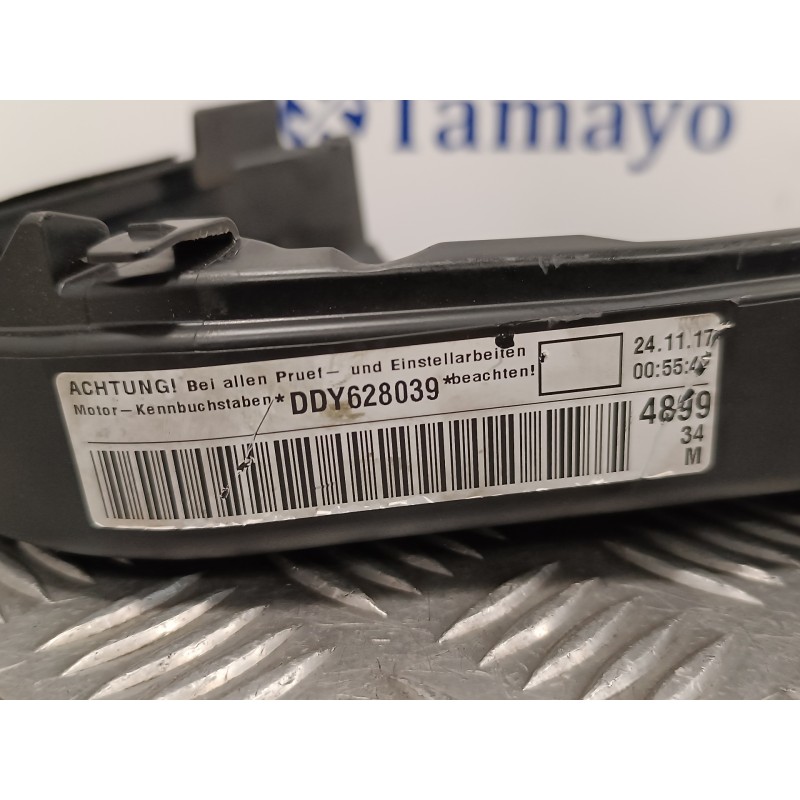 Tamayo
ACHTUNG! Bei allen Pruef- und Einstellarbeiten
Motor-Kennbuchstaben *DDY628039* beachten!
24.11.17
4899
34
M